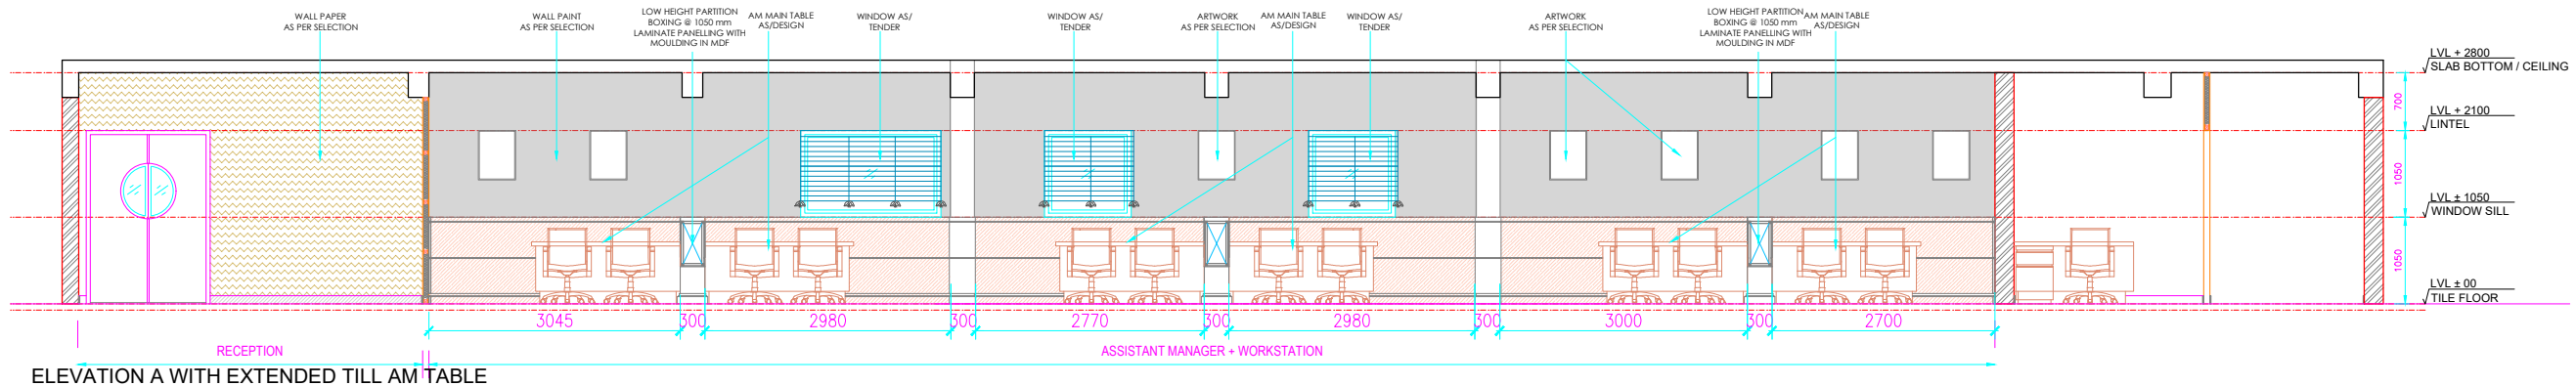 WALL PAPER
AS PER SELECTION
WALL PAINT
AS PER SELECTION
LOW HEIGHT PARTITION
BOXING @ 1050 mm
LAMINATE PANELLING WITH
MOULDING IN MDF
AM MAIN TABLE
AS/DESIGN
WINDOW AS/
TENDER
WINDOW AS/
TENDER
ARTWORK
AS PER SELECTION
AM MAIN TABLE
AS/DESIGN
WINDOW AS/
TENDER
ARTWORK
AS PER SELECTION
LOW HEIGHT PARTITION
BOXING @ 1050 mm
LAMINATE PANELLING WITH
MOULDING IN MDF
AM MAIN TABLE
AS/DESIGN
LVL + 2800
SLAB BOTTOM / CEILING
700
LVL + 2100
LINTEL
1050
LVL ± 1050
WINDOW SILL
1050
LVL ± 00
TILE FLOOR
3045 300 2980 300 2770 300 2980 300 3000 300 2700
RECEPTION
ASSISTANT MANAGER + WORKSTATION
ELEVATION A WITH EXTENDED TILL AM TABLE